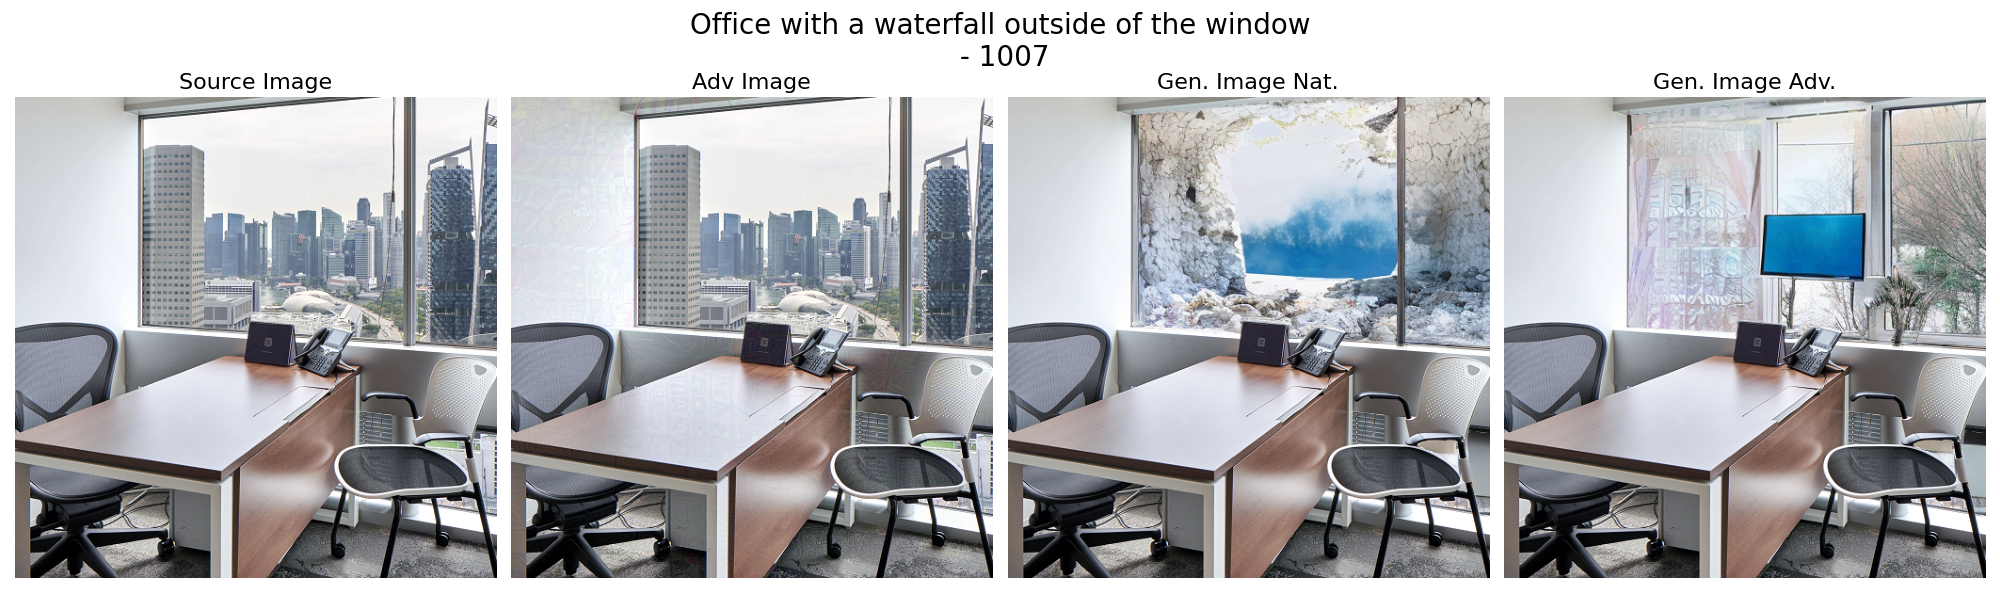 Office with a waterfall outside of the window
- 1007
Source Image
Adv Image
Gen. Image Nat.
Gen. Image Adv.